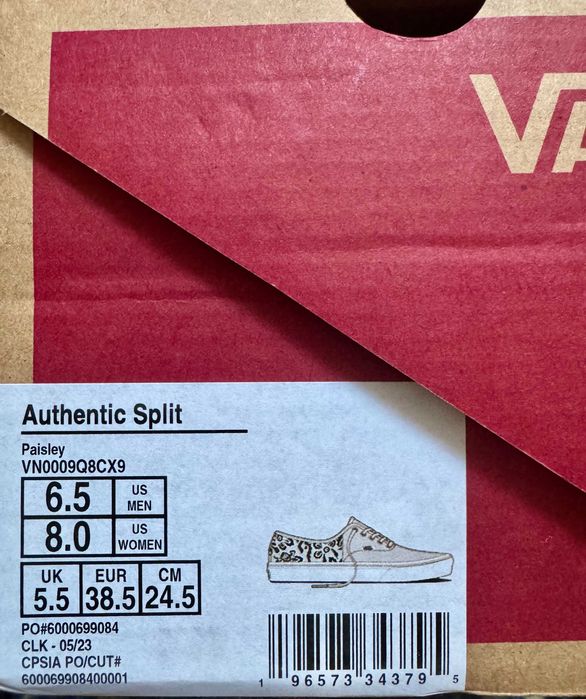 VA
Authentic Split
Paisley
VN0009Q8CX9
6.5 US MEN
8.0 US WOMEN
UK EUR CM
5.5 38.5 24.5
PO#6000699084
CLK - 05/23
CPSIA PO/CUT#
600069908400001
1 96573 34379 5